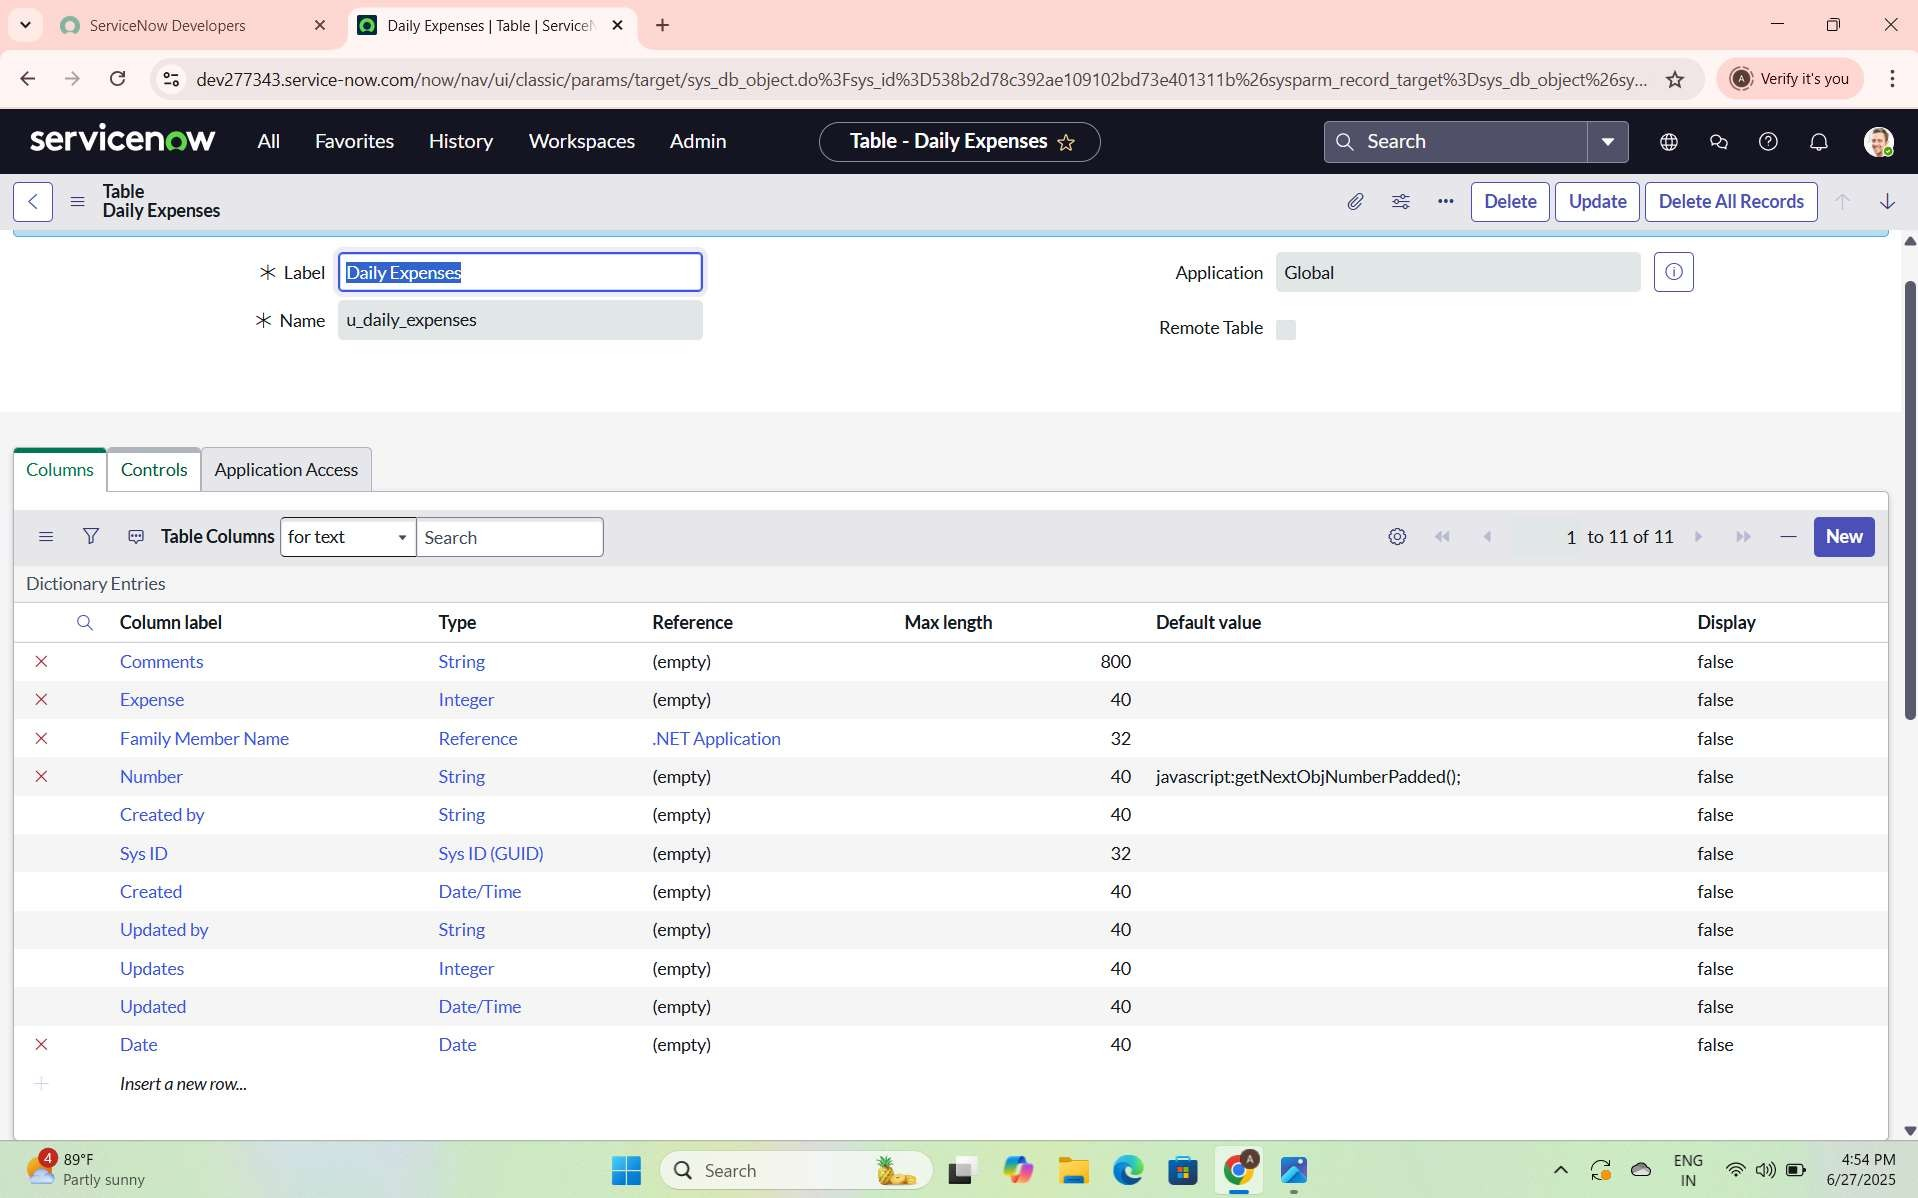 ServiceNow Developers
Daily Expenses | Table | Service
dev277343.service-now.com/now/nav/ui/classic/params/target/sys_db_object.do%3Fsys_id%3D538b2d78c392ae109102bd73e401311b%26sysparm_record_target%3Dsys_db_object%26sy...
Verify it's you
servicenow All Favorites History Workspaces Admin
Table - Daily Expenses
Search
Table
Daily Expenses
Delete Update Delete All Records
Label Daily Expenses
Application Global
Name u_daily_expenses
Remote Table
Columns Controls Application Access
Table Columns for text Search
1 to 11 of 11 New
Dictionary Entries
Column label Type Reference Max length Default value Display
Comments String (empty) 800 false
Expense Integer (empty) 40 false
Family Member Name Reference .NET Application 32 false
Number String (empty) 40 javascript:getNextObjNumberPadded(); false
Created by String (empty) 40 false
Sys ID Sys ID (GUID) (empty) 32 false
Created Date/Time (empty) 40 false
Updated by String (empty) 40 false
Updates Integer (empty) 40 false
Updated Date/Time (empty) 40 false
Date Date (empty) 40 false
Insert a new row...
4 89°F
Partly sunny
Search
A
ENG
IN
4:54 PM
6/27/2025